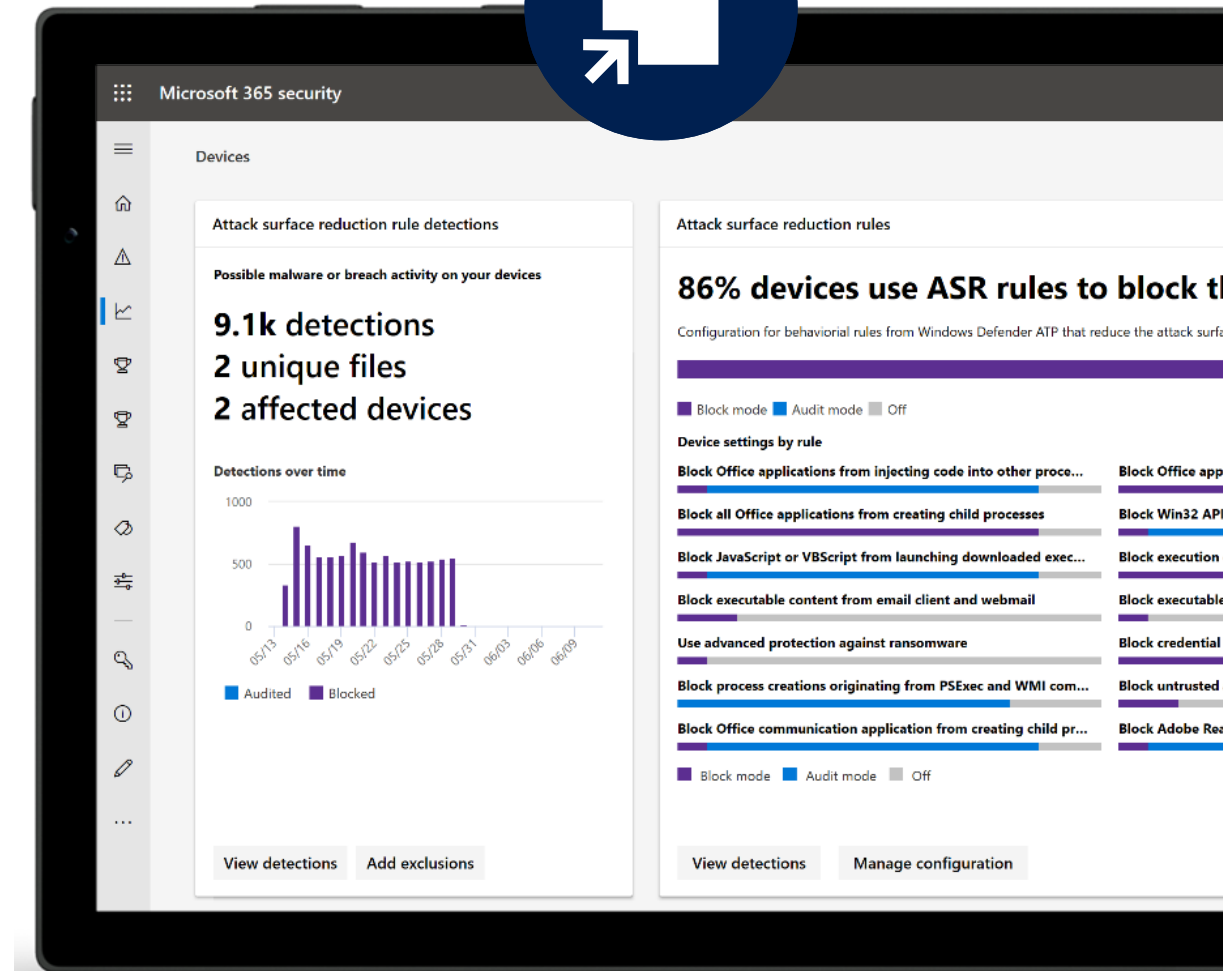 Microsoft 365 security
Devices
Attack surface reduction rule detections
Possible malware or breach activity on your devices
9.1k detections
2 unique files
2 affected devices
Detections over time
1000
500
0
05/13 05/16 05/19 05/22 05/25 05/28 05/31 06/03 06/06 06/09
Audited Blocked
View detections Add exclusions
Attack surface reduction rules
86% devices use ASR rules to block
Configuration for behaviorial rules from Windows Defender ATP that reduce the attack
Block mode Audit mode Off
Device settings by rule
Block Office applications from injecting code into other proce... Block Office
Block all Office applications from creating child processes Block Win32 API
Block JavaScript or VBScript from launching downloaded exec... Block execution
Block executable content from email client and webmail Block executable
Use advanced protection against ransomware Block credential
Block process creations originating from PSExec and WMI com... Block untrusted
Block Office communication application from creating child pr... Block Adobe
Block mode Audit mode Off
View detections Manage configuration